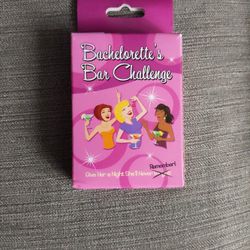 Bachelorette's
Bar Challenge
Remember!
Give Her a Night She'll Never